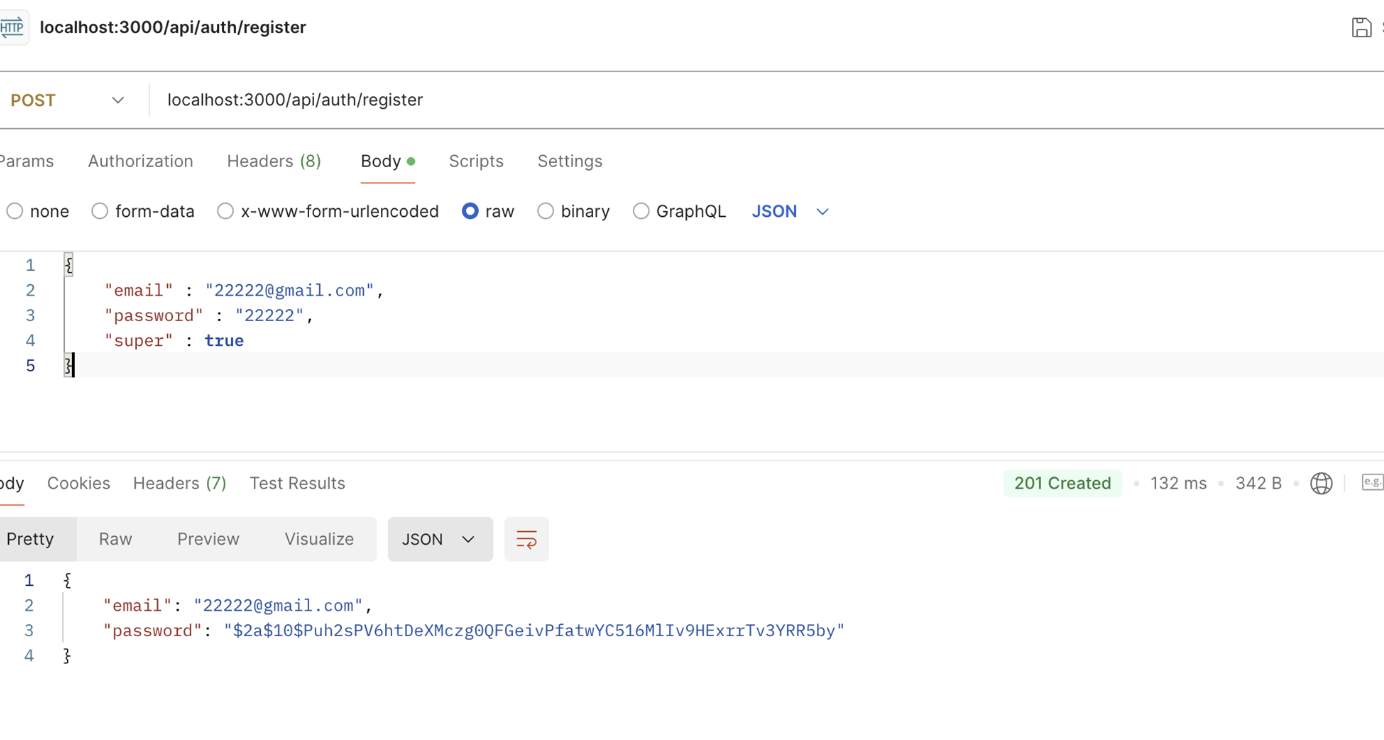 HTTP localhost:3000/api/auth/register
POST localhost:3000/api/auth/register
Params Authorization Headers (8) Body Scripts Settings
none form-data x-www-form-urlencoded raw binary GraphQL JSON
1 {
2 "email" : "22222@gmail.com",
3 "password" : "22222",
4 "super" : true
5 }
ody Cookies Headers (7) Test Results 201 Created • 132 ms • 342 B • e.g.
Pretty Raw Preview Visualize JSON
1 {
2 "email": "22222@gmail.com",
3 "password": "$2a$10$Puh2sPV6htDeXMczg0QFGeivPfatwYC516MlIv9HExrrTv3YRR5by"
4 }